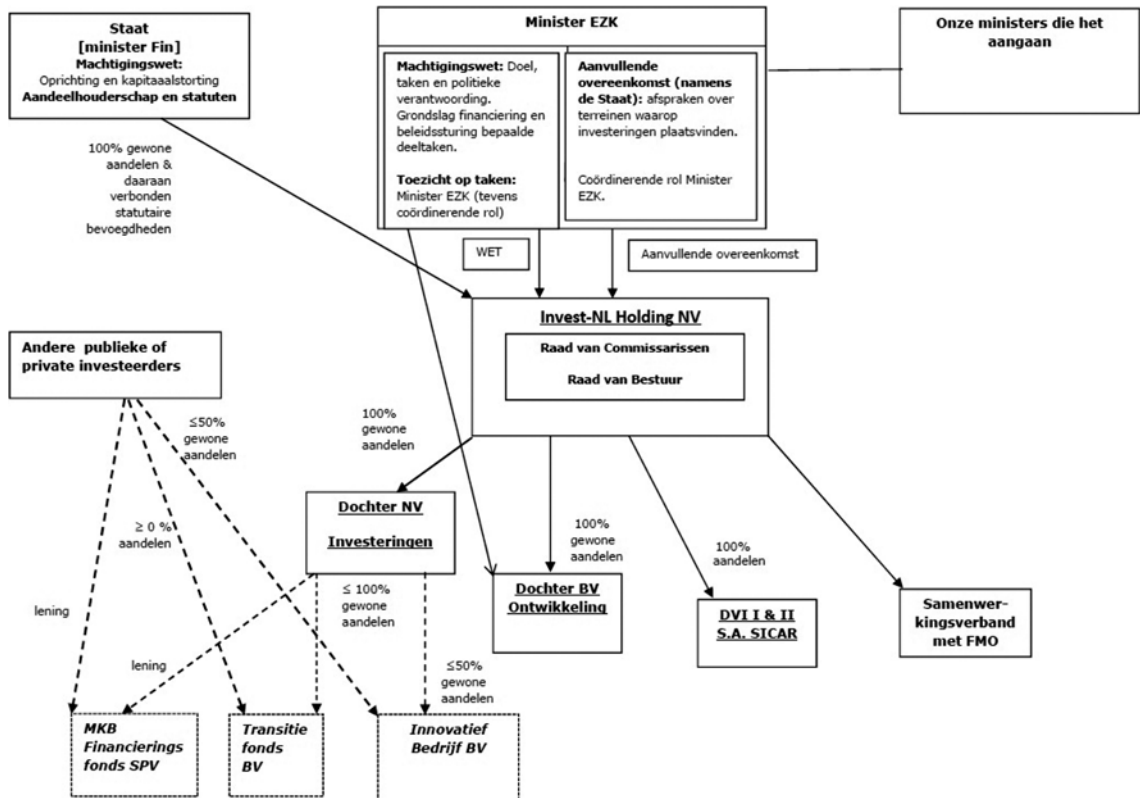 Staat
[minister Fin]
Machtigingswet:
Oprichting en kapitaaalstorting
Aandeelhouderschap en statuten
Minister EZK
Machtigingswet: Doel,
taken en politieke
verantwoording.
Grondslag financiering en
beleidssturing bepaalde
deeltaken.
Toezicht op taken:
Minister EZK (tevens
coördinerende rol)
Aanvullende
overeenkomst (namens
de Staat): afspraken over
terreinen waarop
investeringen plaatsvinden.
Coördinerende rol Minister
EZK.
Onze ministers die het
aangaan
100% gewone
aandelen &
daaraan
verbonden
statutaire
bevoegdheden
WET
Aanvullende overeenkomst
Invest-NL Holding NV
Raad van Commissarissen
Raad van Bestuur
Andere publieke of
private investeerders
≤50%
gewone
aandelen
100%
gewone
aandelen
Dochter NV
Investeringen
≥ 0 %
aandelen
100%
gewone
aandelen
100%
aandelen
Dochter BV
Ontwikkeling
DVI I & II
S.A. SICAR
Samenwer-
kingsverband
met FMO
lening
≤ 100%
gewone
aandelen
lening
≤50%
gewone
aandelen
MKB
Financierings
fonds SPV
Transitie
fonds
BV
Innovatief
Bedrijf BV